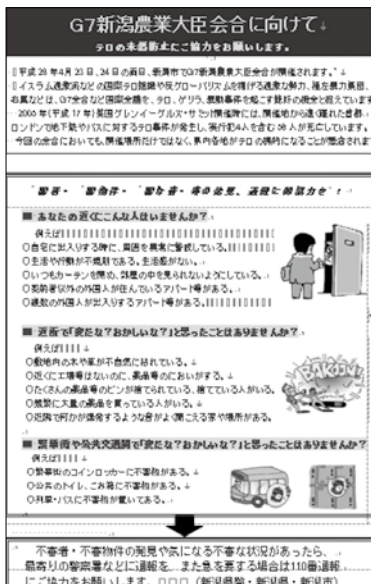 G7新潟農業大臣会合に向けて
テロの未然防止にご協力をお願いします。
平成28年4月23日、24日の両日、新潟市でG7新潟農業大臣会合が開催されます。
イスラム過激派などの国際テロ組織や反グローバリズムを掲げる過激な勢力、極左暴力集団、
右翼などは、G7会合など国際会議を、テロ、ゲリラ、
2005年(平成17年)英国グレンイーグルズ・サミット開催時には、開催地から遠く離れた首都
ロンドンで地下鉄やバスに対するテロ事件が発生し、実行犯4人を含む56人が死亡しています。
今回の会合においても、開催場所だけではなく、県内各地がテロの標的になることが懸念されま
■ あなたの近くにこんな人はいませんか？
例えば
○自宅に出入りする時に、周囲を異常に警戒している。
○生活や行動が不規則である。生活感がない。
○いつもカーテンを閉め、部屋の中を見られないようにしている。
○契約者以外の外国人が住んでいるアパート等がある。
○複数の外国人が出入りするアパート等がある。
■ 近所で「変だな？おかしいな？」と思ったことはありませんか？
例えば
○敷地内の木や草が不自然に枯れている。
○近くに工場等はないのに、薬品等のにおいがする。
○たくさんの薬品等のビンが捨てられている、捨てている人がいる。
○頻繁に大量の薬品を買っている人がいる。
○近隣で何かが爆発するような音がよく聞こえる家や場所がある。
BAKOON!
■ 繁華街や公共交通機関で「変だな？おかしいな？」と思ったことはありませんか？
例えば
○繁華街のコインロッカーに不審物がある。
○公共のトイレ、ごみ箱に不審物がある。
○列車・バスに不審物が置いてある。
不審者・不審物件の発見や気になる不審な状況があったら、
最寄りの警察署などに通報を、また急を要する場合は110番通報
にご協力をお願いします。□□□（新潟県警・新潟県・新潟市）